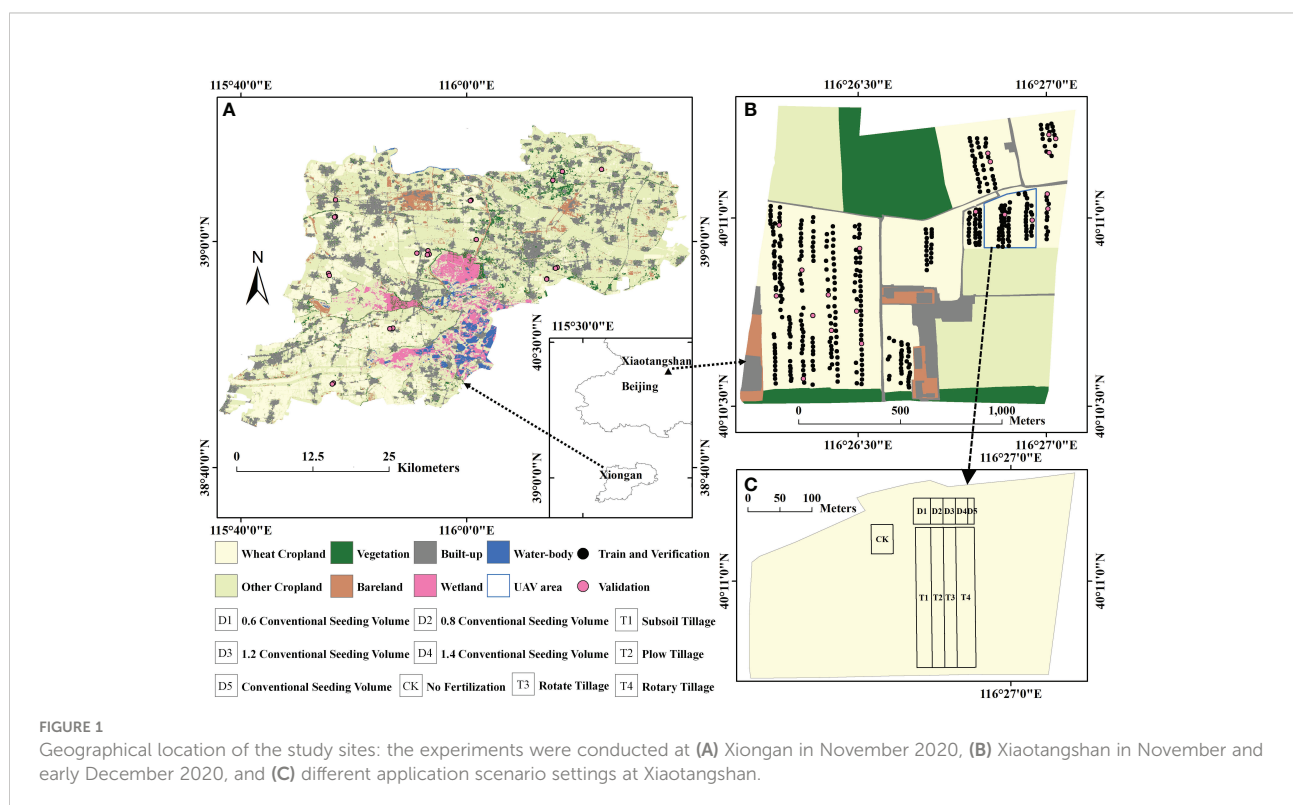 115°40'0"E
116°0'0"E
A
39°0'0"N
38°40'0"N
39°0'0"N
38°40'0"N
N
0
12.5
25
Kilometers
115°40'0"E
116°0'0"E
115°30'0"E
40°30'0"N
39°0'0"N
Xiaotangshan
Beijing
Xiongan
116°26'30"E
116°27'0"E
B
40°11'0"N
40°10'30"N
40°11'0"N
40°10'30"N
0
500
1,000
Meters
116°26'30"E
116°27'0"E
116°27'0"E
C
0 50 100
Meters
D1 D2 D3 D4 D5
CK
T1 T2 T3 T4
40°11'0"N
40°11'0"N
116°27'0"E
Wheat Cropland Vegetation Built-up Water-body Train and Verification
Other Cropland Bareland Wetland UAV area Validation
D1 0.6 Conventional Seeding Volume D2 0.8 Conventional Seeding Volume T1 Subsoil Tillage
D3 1.2 Conventional Seeding Volume D4 1.4 Conventional Seeding Volume T2 Plow Tillage
D5 Conventional Seeding Volume CK No Fertilization T3 Rotate Tillage T4 Rotary Tillage
FIGURE 1
Geographical location of the study sites: the experiments were conducted at (A) Xiongan in November 2020, (B) Xiaotangshan in November and
early December 2020, and (C) different application scenario settings at Xiaotangshan.